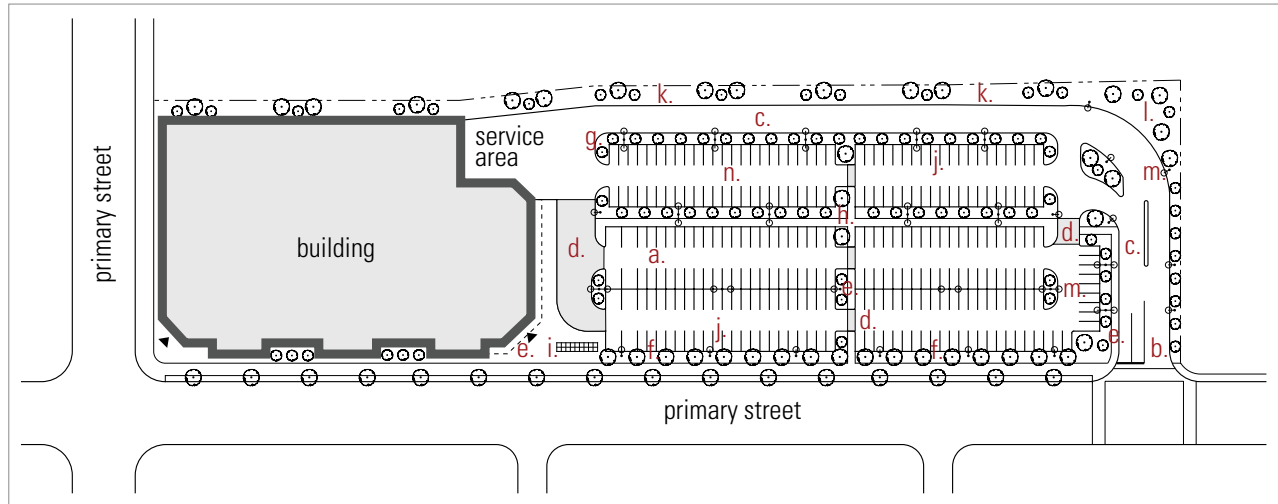 k.
k.
l.
c.
g.
service
area
j.
n.
m.
primary street
h.
building
d.
d.
c.
a.
e.
m.
d.
j.
e.
i.
f.
f.
e.
b.
primary street